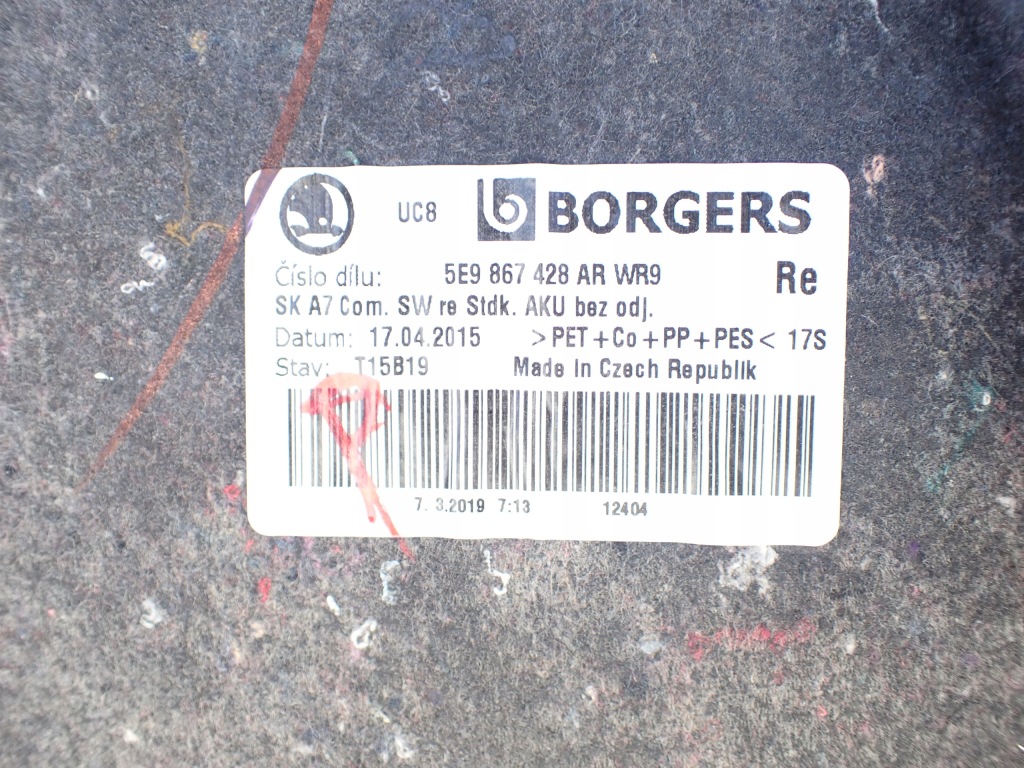 UC8 BORGERS
Číslo dílu: 5E9 867 428 AR WR9 Re
SK A7 Com. SW re Stdk. AKU bez odj.
Datum: 17.04.2015 >PET+Co+PP+PES< 17S
Stav: T15B19 Made in Czech Republik
7. 3.2019 7:13 12404